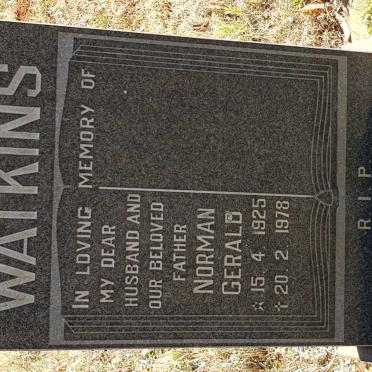 WATKINS
IN LOVING MEMORY OF
MY DEAR
HUSBAND AND
OUR BELOVED
FATHER
NORMAN
GERALD
☆ 15. 4. 1925
✝ 20. 2. 1978
R.I.P.